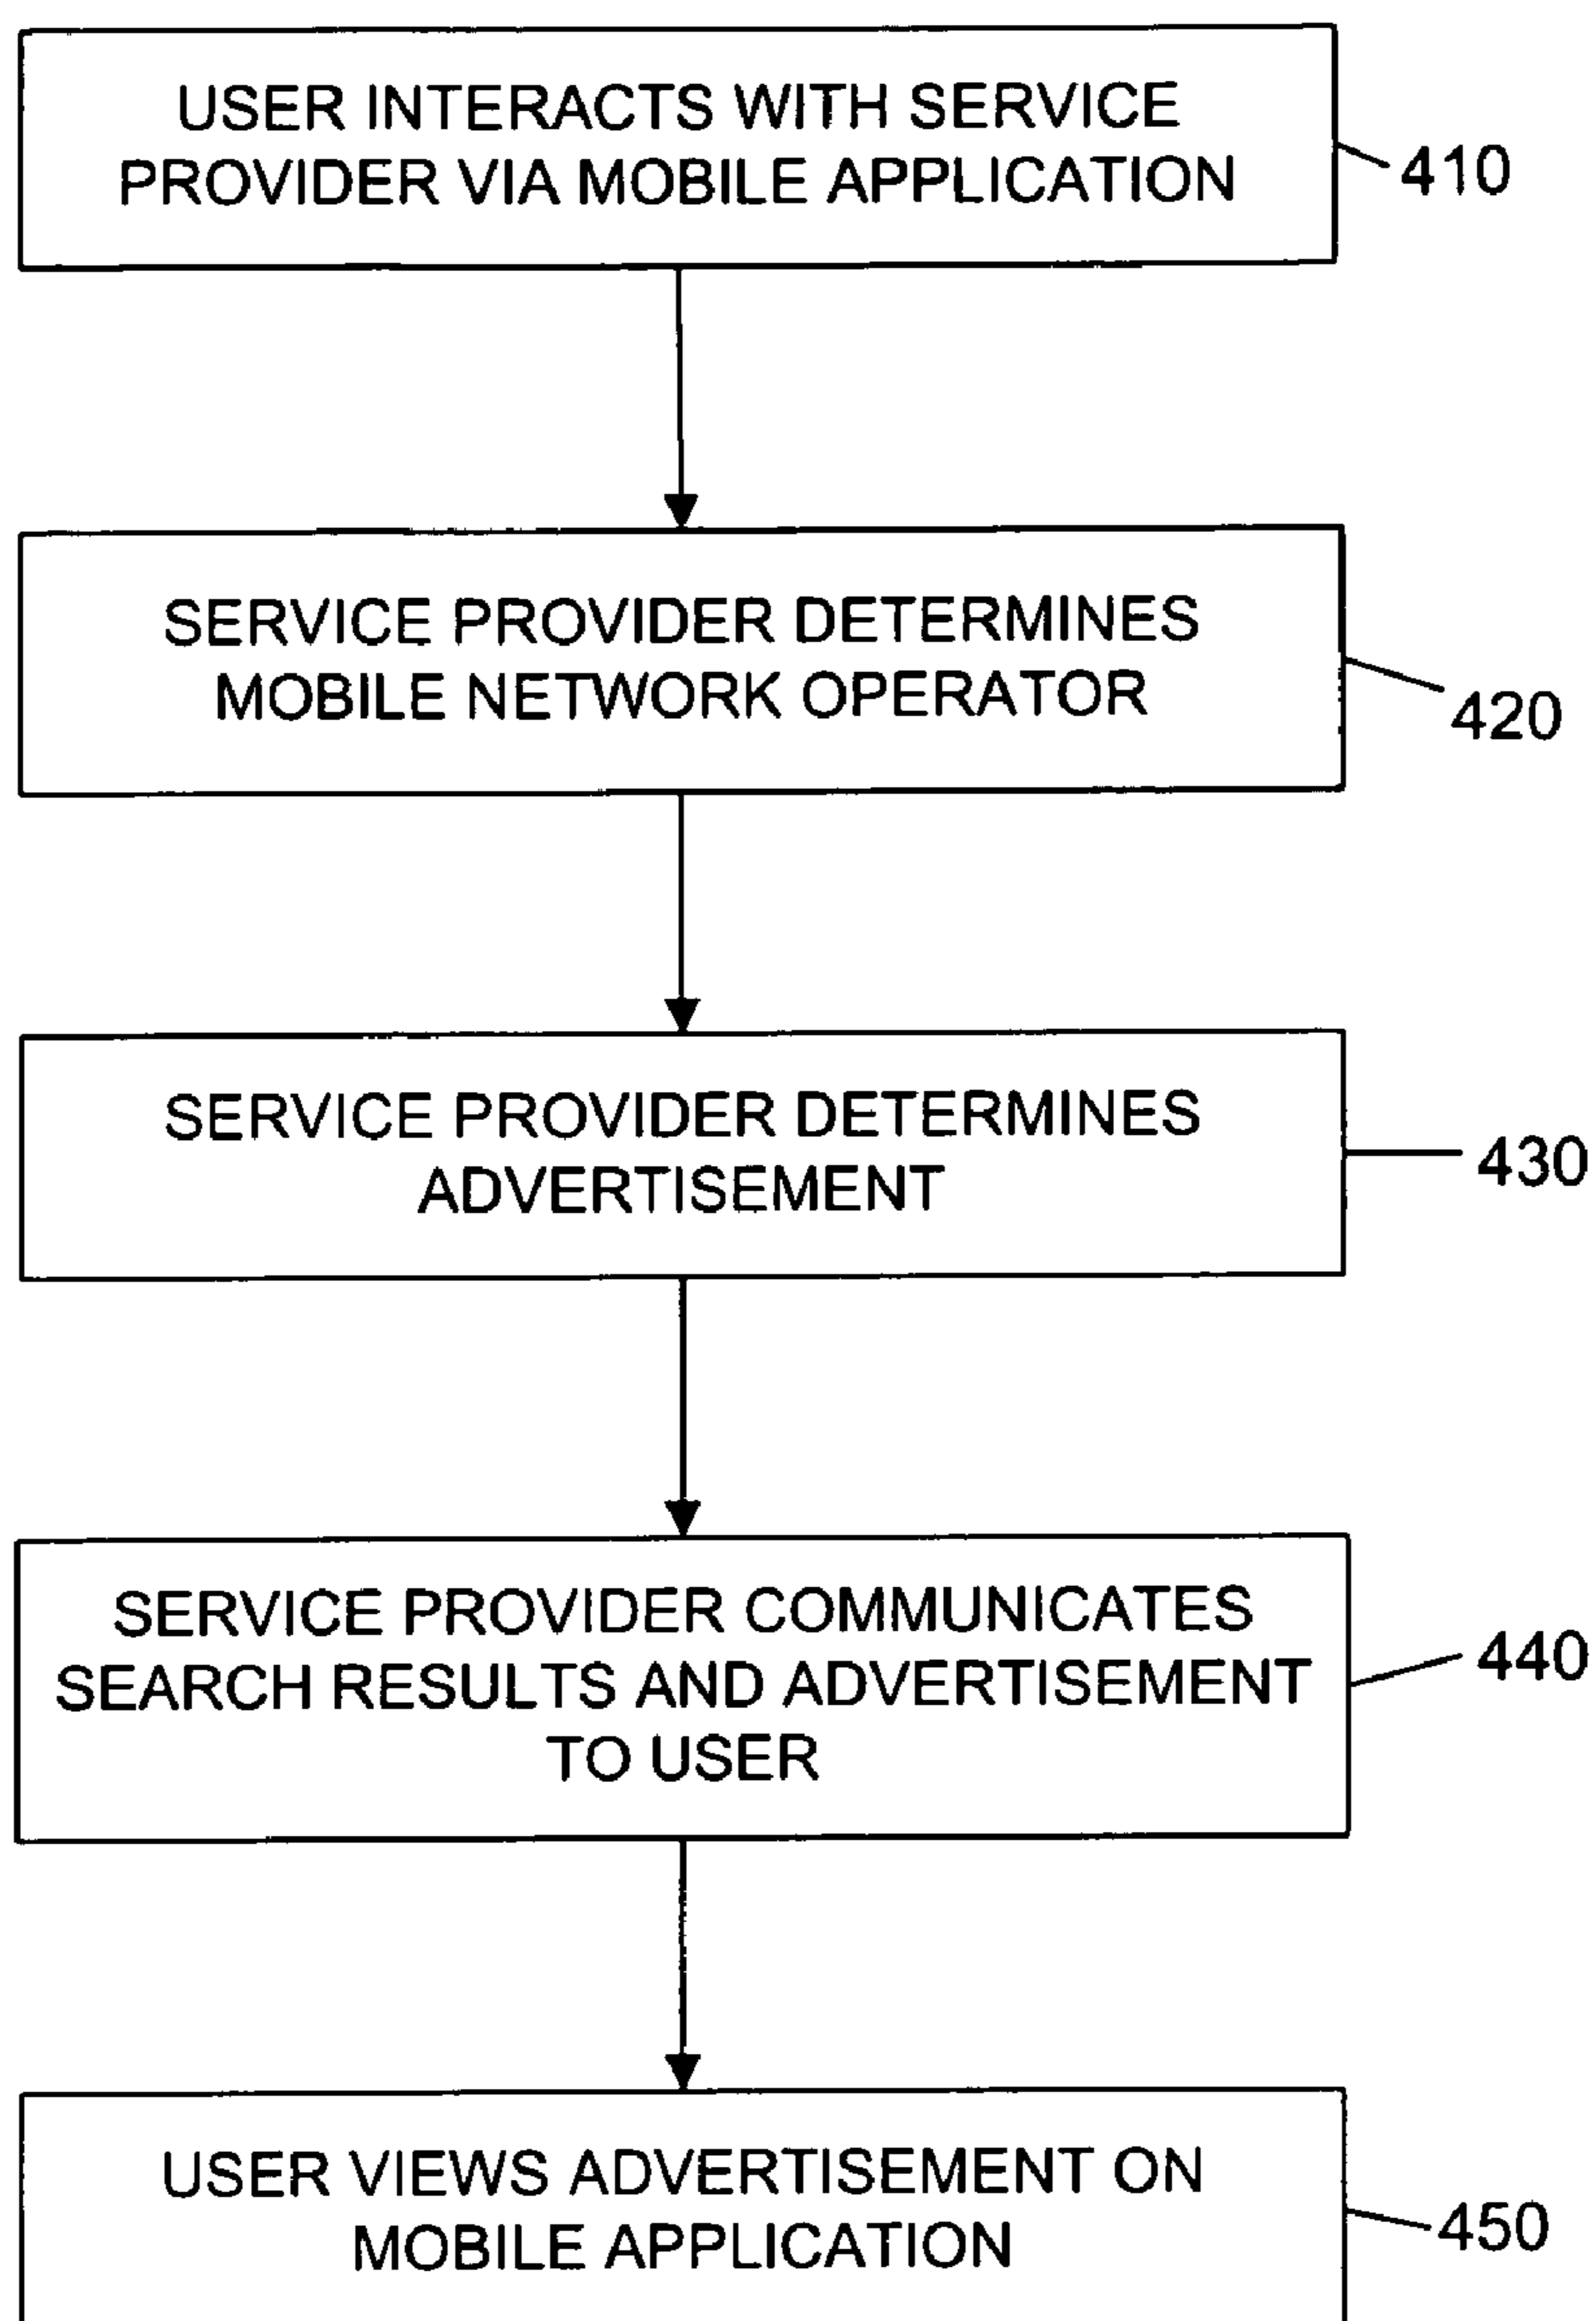 USER INTERACTS WITH SERVICE
PROVIDER VIA MOBILE APPLICATION
410
SERVICE PROVIDER DETERMINES
MOBILE NETWORK OPERATOR
420
SERVICE PROVIDER DETERMINES
ADVERTISEMENT
430
SERVICE PROVIDER COMMUNICATES
SEARCH RESULTS AND ADVERTISEMENT
TO USER
440
USER VIEWS ADVERTISEMENT ON
MOBILE APPLICATION
450